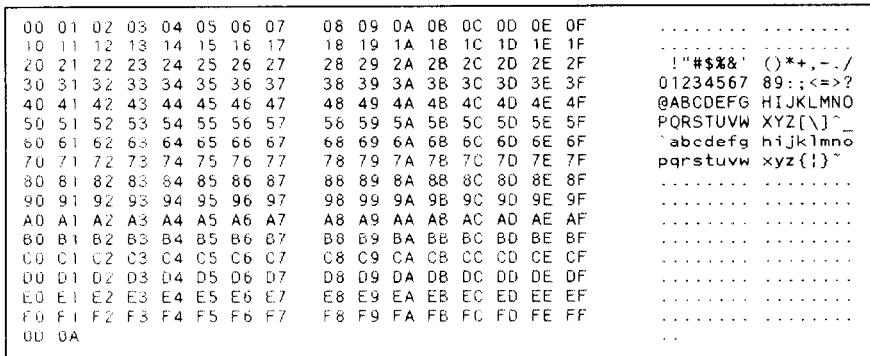 00 01 02 03 04 05 06 07 08 09 0A 0B 0C 0D 0E 0F ........ ........
10 11 12 13 14 15 16 17 18 19 1A 1B 1C 1D 1E 1F ........ ........
20 21 22 23 24 25 26 27 28 29 2A 2B 2C 2D 2E 2F !"#$%&' ()*+,-./
30 31 32 33 34 35 36 37 38 39 3A 3B 3C 3D 3E 3F 01234567 89:;<=>?
40 41 42 43 44 45 46 47 48 49 4A 4B 4C 4D 4E 4F @ABCDEFG HIJKLMNO
50 51 52 53 54 55 56 57 58 59 5A 5B 5C 5D 5E 5F PQRSTUVW XYZ[\]^_
60 61 62 63 64 65 66 67 68 69 6A 6B 6C 6D 6E 6F `abcdefg hijklmno
70 71 72 73 74 75 76 77 78 79 7A 7B 7C 7D 7E 7F pqrstuvw xyz{|}~
80 81 82 83 84 85 86 87 88 89 8A 8B 8C 8D 8E 8F ........ ........
90 91 92 93 94 95 96 97 98 99 9A 9B 9C 9D 9E 9F ........ ........
A0 A1 A2 A3 A4 A5 A6 A7 A8 A9 AA AB AC AD AE AF ........ ........
B0 B1 B2 B3 B4 B5 B6 B7 B8 B9 BA BB BC BD BE BF ........ ........
C0 C1 C2 C3 C4 C5 C6 C7 C8 C9 CA CB CC CD CE CF ........ ........
D0 D1 D2 D3 D4 D5 D6 D7 D8 D9 DA DB DC DD DE DF ........ ........
E0 E1 E2 E3 E4 E5 E6 E7 E8 E9 EA EB EC ED EE EF ........ ........
F0 F1 F2 F3 F4 F5 F6 F7 F8 F9 FA FB FC FD FE FF ........ ........
0D 0A ..